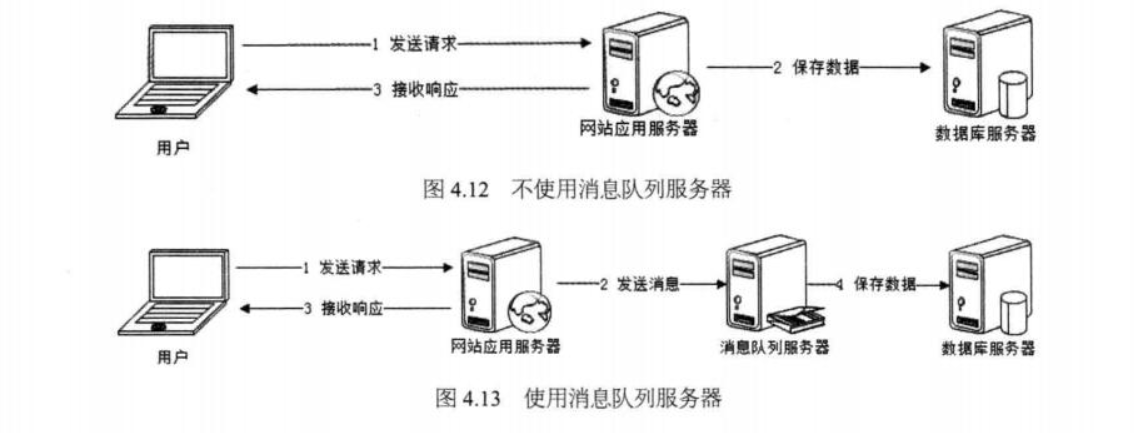 1 发送请求
2 保存数据
3 接收响应
用户
网站应用服务器
数据库服务器
图 4.12 不使用消息队列服务器
1 发送请求
2 发送消息
4 保存数据
3 接收响应
用户
网站应用服务器
消息队列服务器
数据库服务器
图 4.13 使用消息队列服务器